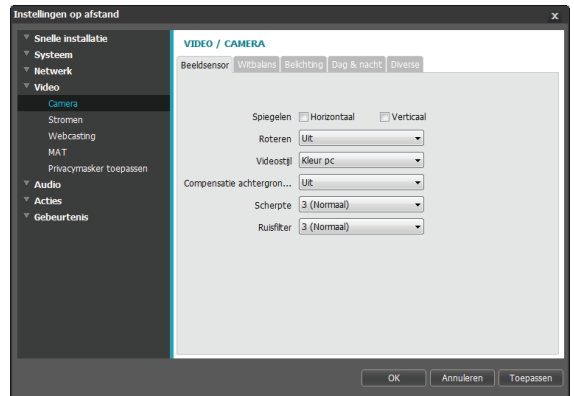 Instellingen op afstand x
Snelle installatie
Systeem
Netwerk
Video
Camera
Stromen
Webcasting
MAT
Privacymasker toepassen
Audio
Acties
Gebeurtenis
VIDEO / CAMERA
Beeldsensor Witbalans Belichting Dag & nacht Diverse
Spiegelen Horizontaal Verticaal
Roteren Uit
Videostijl Kleur pc
Compensatie achtergron... Uit
Scherpte 3 (Normaal)
Ruisfilter 3 (Normaal)
OK Annuleren Toepassen